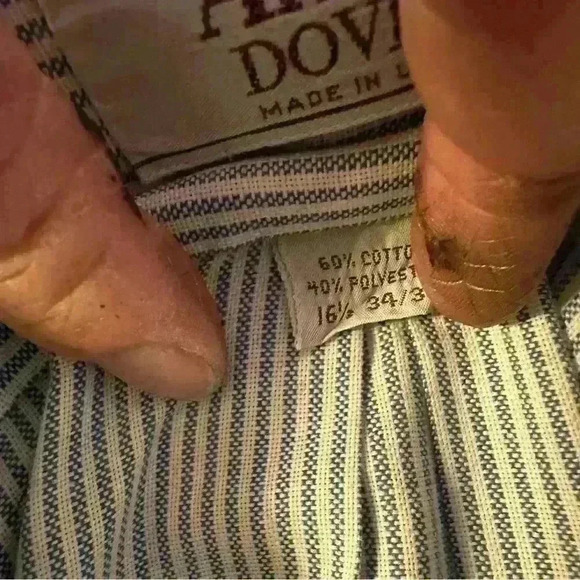 DOV
MADE IN
60% COTTO
40% POLYEST
16½ 34/3